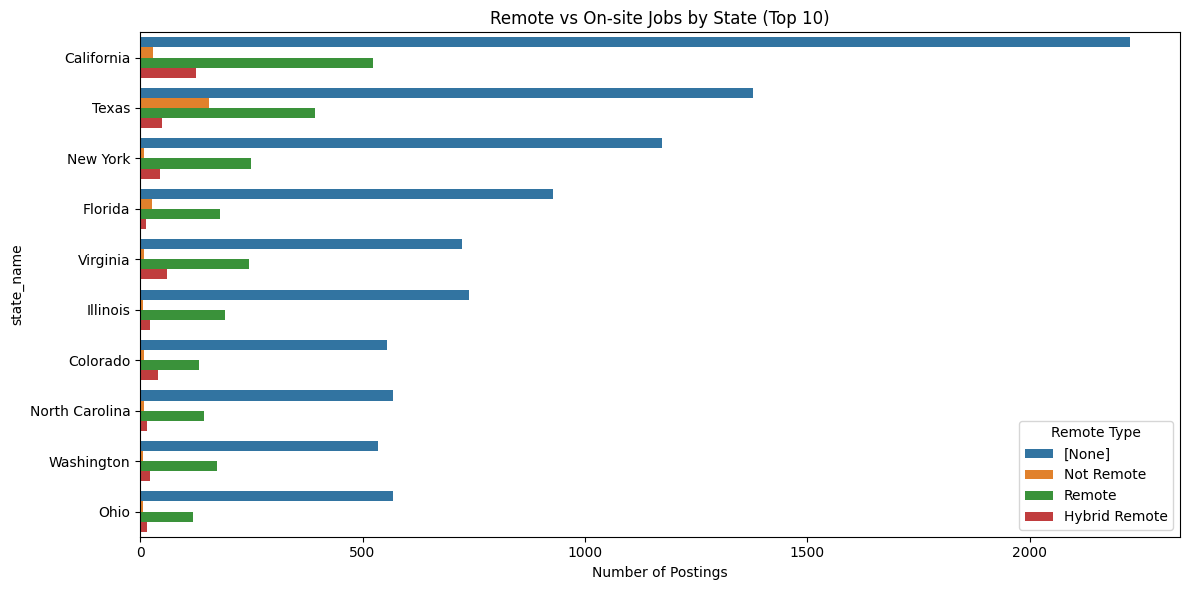 Remote vs On-site Jobs by State (Top 10)
state_name
California
Texas
New York
Florida
Virginia
Illinois
Colorado
North Carolina
Washington
Ohio
0 500 1000 1500 2000
Number of Postings
Remote Type
[None]
Not Remote
Remote
Hybrid Remote